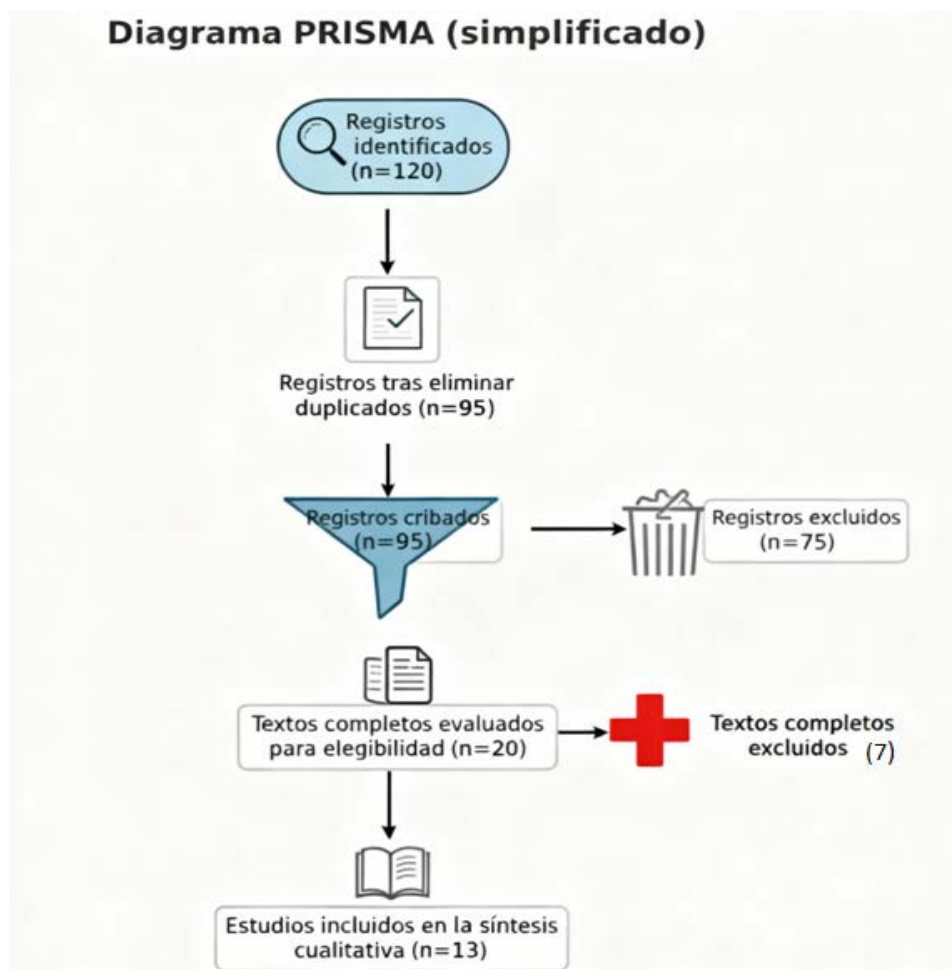 Diagrama PRISMA (simplificado)
Registros
identificados
(n=120)
Registros tras eliminar
duplicados (n=95)
Registros cribados
(n=95)
Registros excluidos
(n=75)
Textos completos evaluados
para elegibilidad (n=20)
Textos completos
excluidos (7)
Estudios incluidos en la síntesis
cualitativa (n=13)